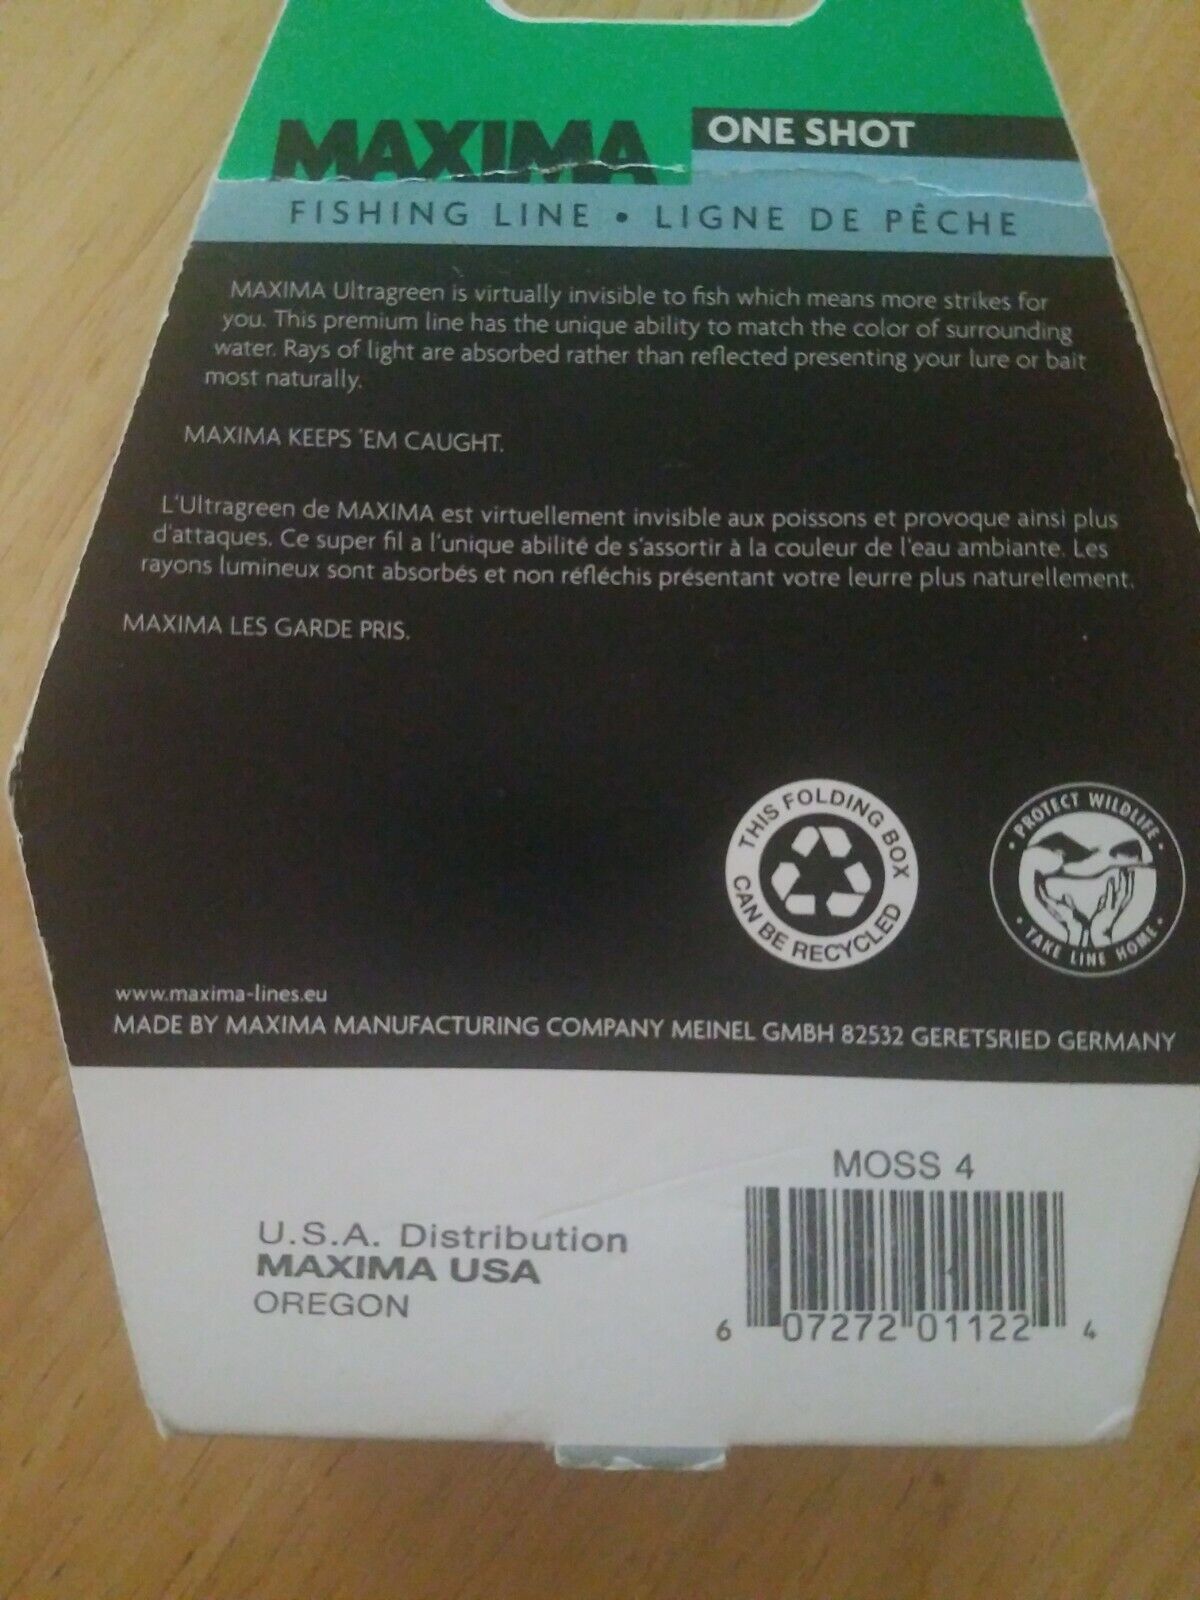 MAXIMA
ONE SHOT
FISHING LINE • LIGNE DE PÊCHE
MAXIMA Ultragreen is virtually invisible to fish which means more strikes for
you. This premium line has the unique ability to match the color of surrounding
water. Rays of light are absorbed rather than reflected presenting your lure or bait
most naturally.
MAXIMA KEEPS 'EM CAUGHT.
L'Ultragreen de MAXIMA est virtuellement invisible aux poissons et provoque ainsi plus
d'attaques. Ce super fil a l'unique abilité de s'assortir à la couleur de l'eau ambiante. Les
rayons lumineux sont absorbés et non réfléchis présentant votre leurre plus naturellement.
MAXIMA LES GARDE PRIS.
THIS FOLDING BOX
CAN BE RECYCLED
• PROTECT WILDLIFE •
• TAKE LINE HOME •
www.maxima-lines.eu
MADE BY MAXIMA MANUFACTURING COMPANY MEINEL GMBH 82532 GERETSRIED GERMANY
MOSS 4
U.S.A. Distribution
MAXIMA USA
OREGON
6 07272 01122 4